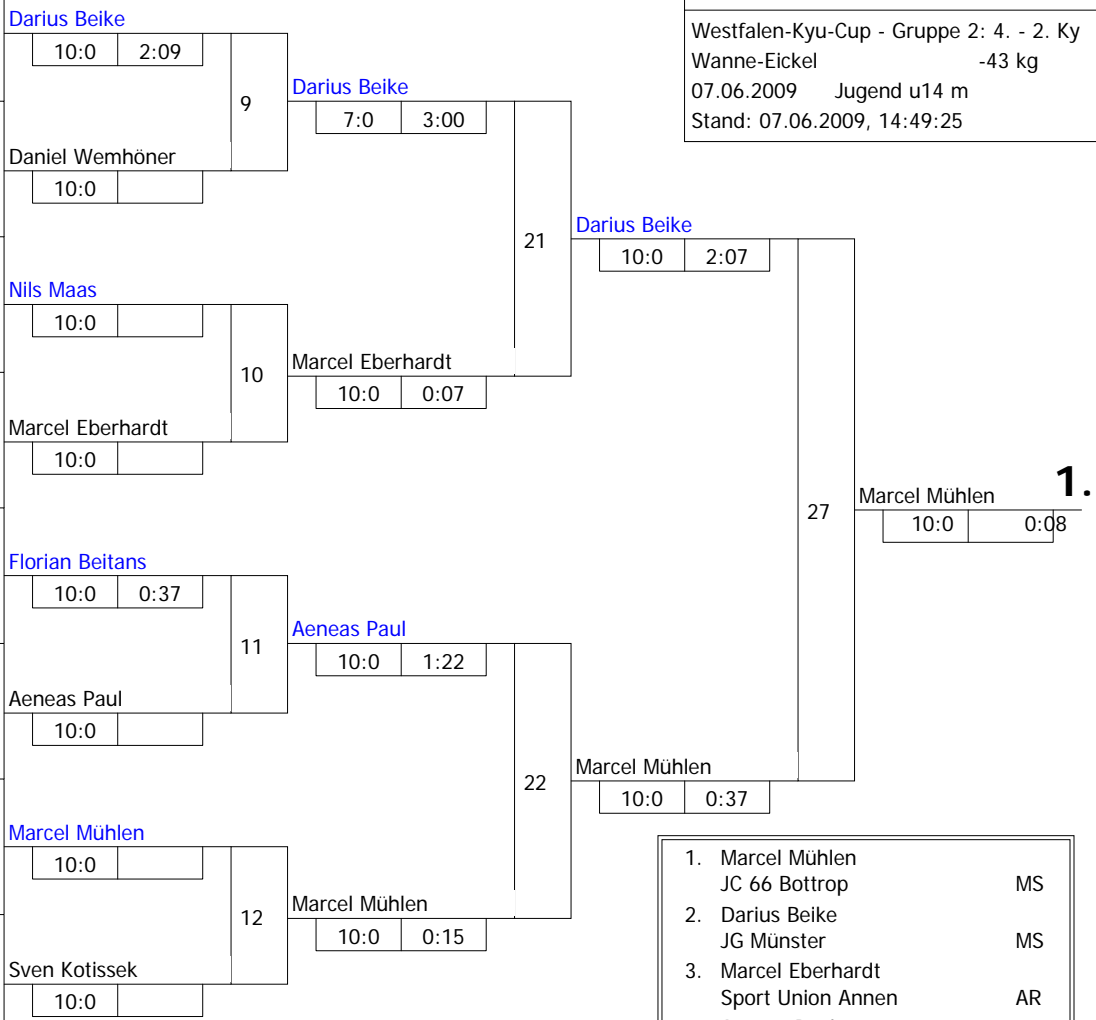 Westfalen-Kyu-Cup - Gruppe 2: 4. - 2. Ky
Wanne-Eickel -43 kg
07.06.2009 Jugend u14 m
Stand: 07.06.2009, 14:49:25
Darius Beike
10:0 2:09
9
Daniel Wemhöner
10:0
Darius Beike
7:0 3:00
21
Nils Maas
10:0
10
Marcel Eberhardt
10:0
Marcel Eberhardt
10:0 0:07
Darius Beike
10:0 2:07
27
Florian Beitans
10:0 0:37
11
Aeneas Paul
10:0
Aeneas Paul
10:0 1:22
22
Marcel Mühlen
10:0
12
Sven Kotissek
10:0
Marcel Mühlen
10:0 0:15
Marcel Mühlen
10:0 0:37
Marcel Mühlen 1.
10:0 0:08
1. Marcel Mühlen
JC 66 Bottrop MS
2. Darius Beike
JG Münster MS
3. Marcel Eberhardt
Sport Union Annen AR